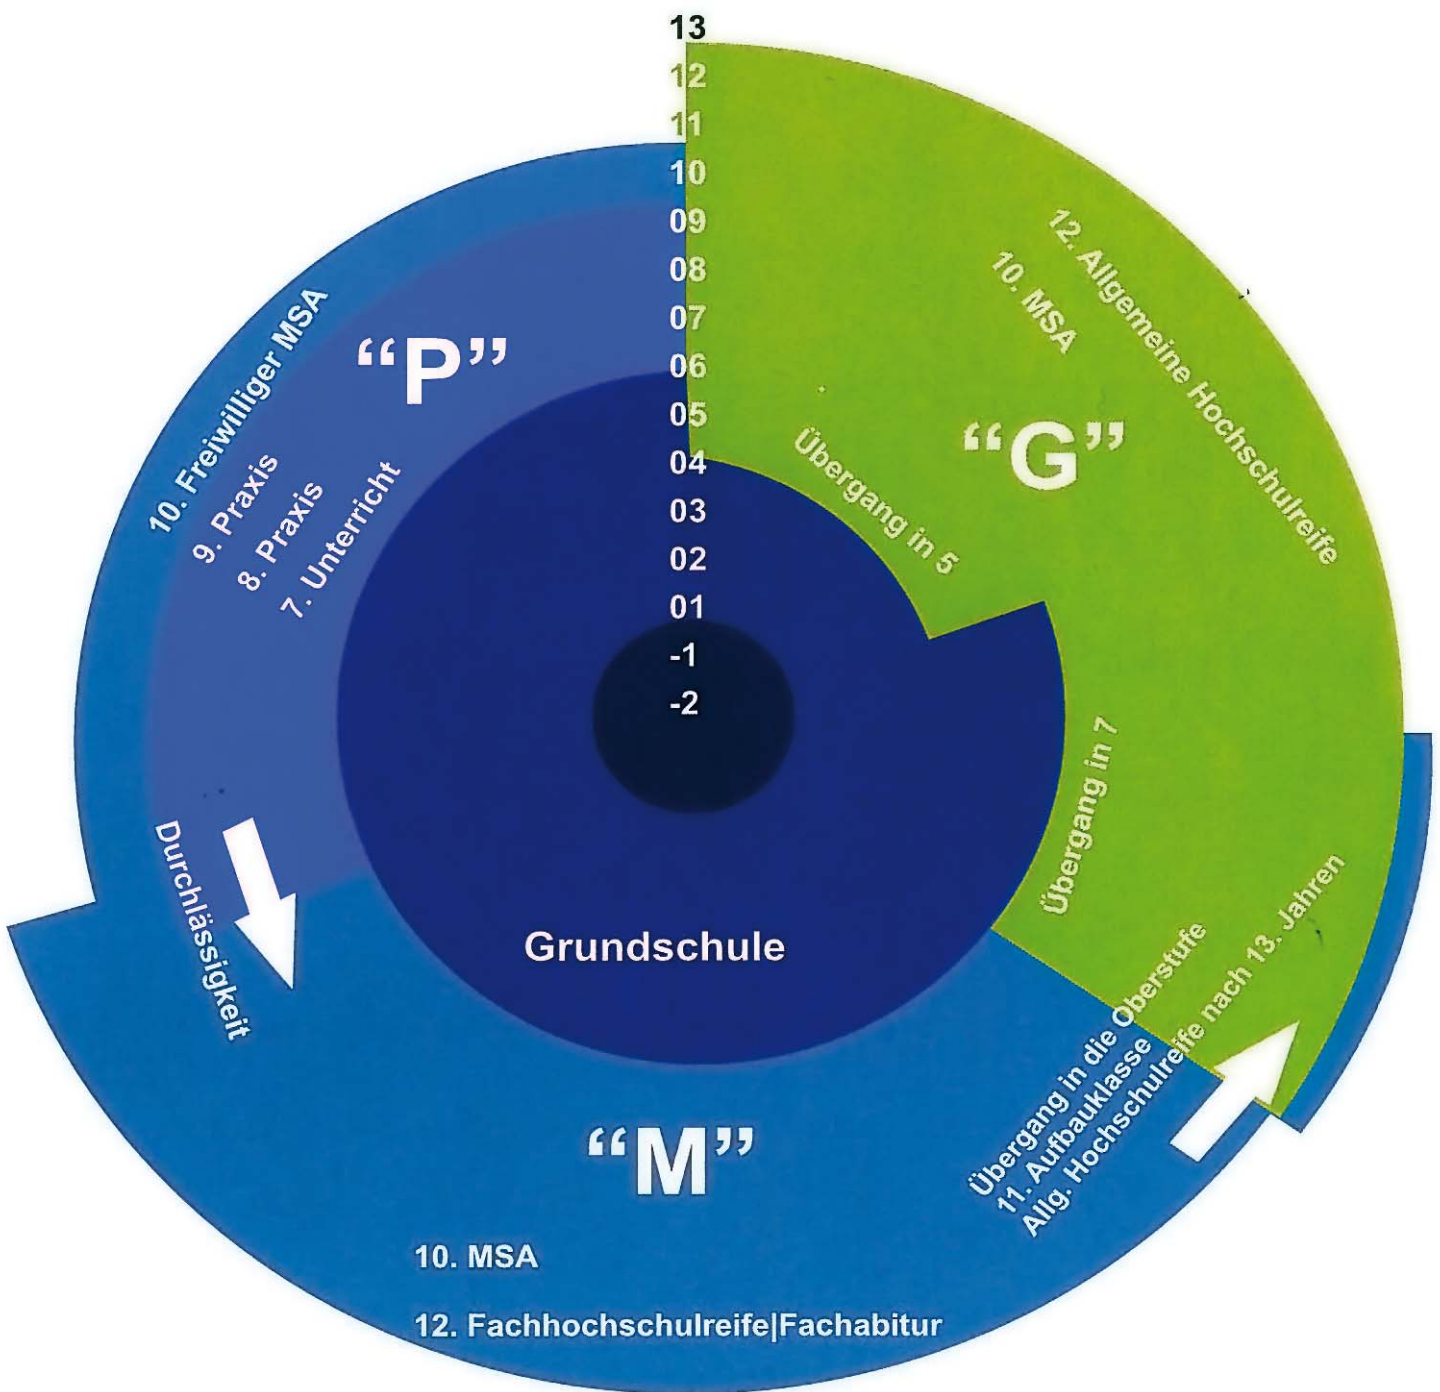 13
12
11
10
09
08
07
06
05
04
03
02
01
-1
-2
“P”
10. Freiwilliger MSA
9. Praxis
8. Praxis
7. Unterricht
Durchlässigkeit
“G”
12. Allgemeine Hochschulreife
10. MSA
Übergang in 5
Übergang in 7
Grundschule
“M”
10. MSA
12. Fachhochschulreife|Fachabitur
Übergang in die Oberstufe
11. Aufbauklasse
Allg. Hochschulreife nach 13. Jahren